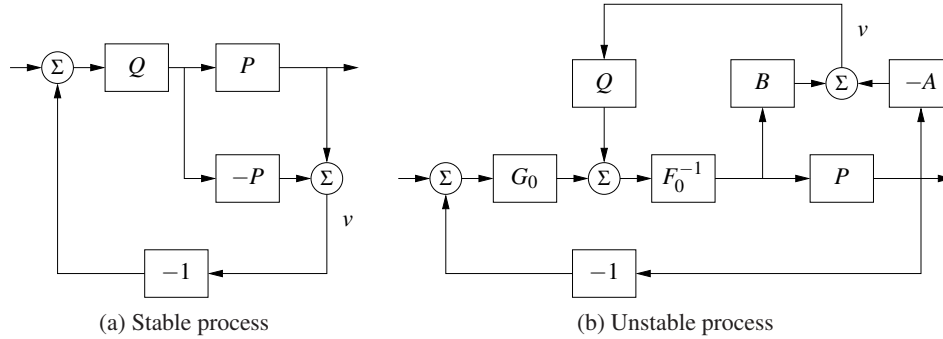 Σ
Q
P
−P
Σ
v
−1
(a) Stable process
v
Q
B
Σ
−A
Σ
G₀
Σ
F₀⁻¹
P
−1
(b) Unstable process